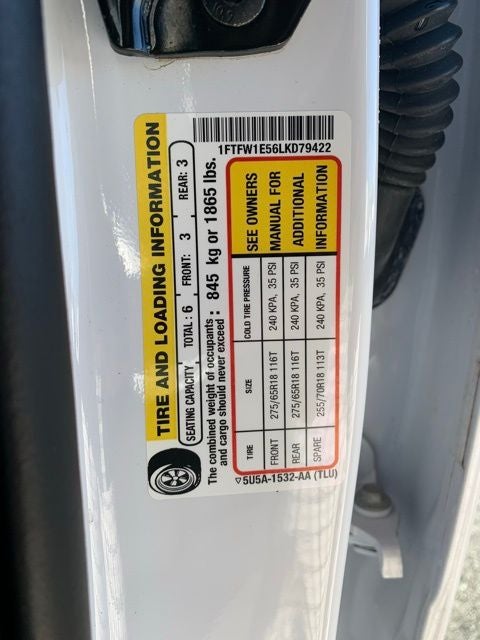 TIRE AND LOADING INFORMATION
SEATING CAPACITY TOTAL : 6 FRONT: 3 REAR: 3
The combined weight of occupants
and cargo should never exceed : 845 kg or 1865 lbs.
TIRE SIZE COLD TIRE PRESSURE SEE OWNERS
FRONT 275/65R18 116T 240 KPA, 35 PSI MANUAL FOR
REAR 275/65R18 116T 240 KPA, 35 PSI ADDITIONAL
SPARE 255/70R18 113T 240 KPA, 35 PSI INFORMATION
5U5A-1532-AA (TLU)
1FTFW1E56LKD79422